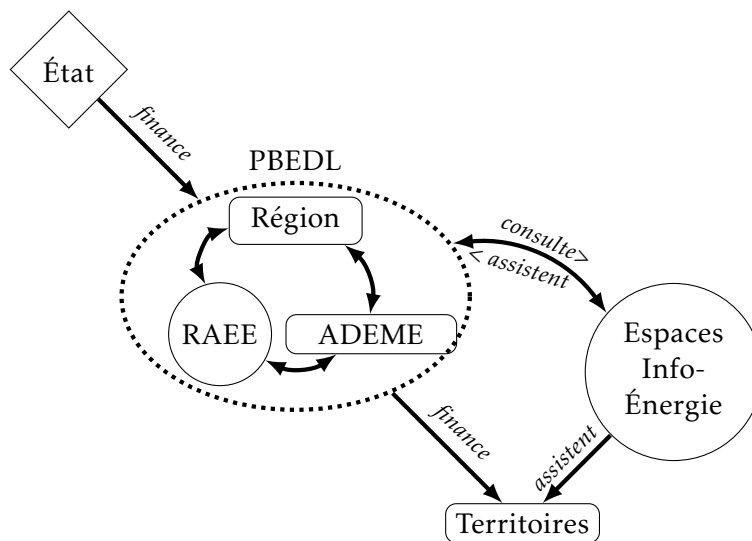 État
finance
PBEDL
Région
consulte>
< assistent
RAEE
ADEME
Espaces
Info-
Énergie
finance
assistent
Territoires